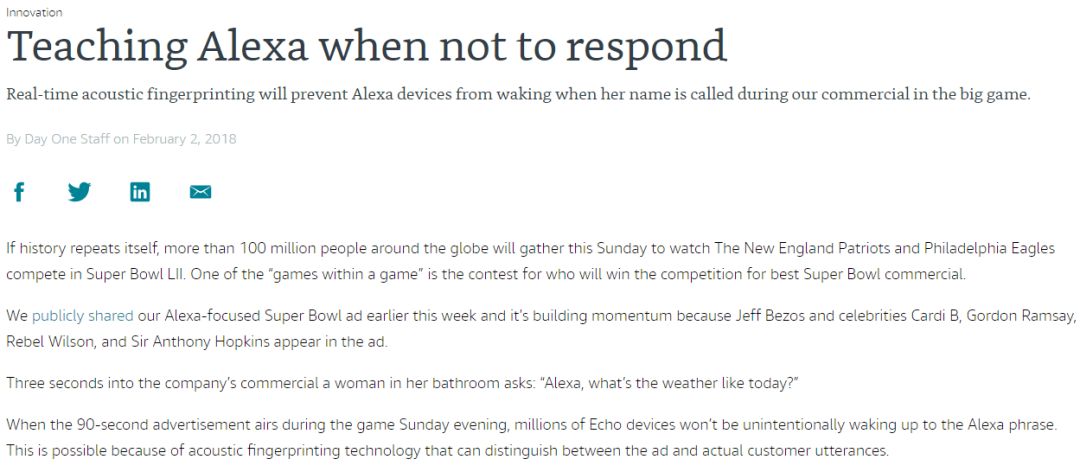 Innovation
Teaching Alexa when not to respond
Real-time acoustic fingerprinting will prevent Alexa devices from waking when her name is called during our commercial in the big game.
By Day One Staff on February 2, 2018
If history repeats itself, more than 100 million people around the globe will gather this Sunday to watch The New England Patriots and Philadelphia Eagles
compete in Super Bowl LII. One of the “games within a game” is the contest for who will win the competition for best Super Bowl commercial.
We publicly shared our Alexa-focused Super Bowl ad earlier this week and it’s building momentum because Jeff Bezos and celebrities Cardi B, Gordon Ramsay,
Rebel Wilson, and Sir Anthony Hopkins appear in the ad.
Three seconds into the company’s commercial a woman in her bathroom asks: “Alexa, what’s the weather like today?”
When the 90-second advertisement airs during the game Sunday evening, millions of Echo devices won’t be unintentionally waking up to the Alexa phrase.
This is possible because of acoustic fingerprinting technology that can distinguish between the ad and actual customer utterances.